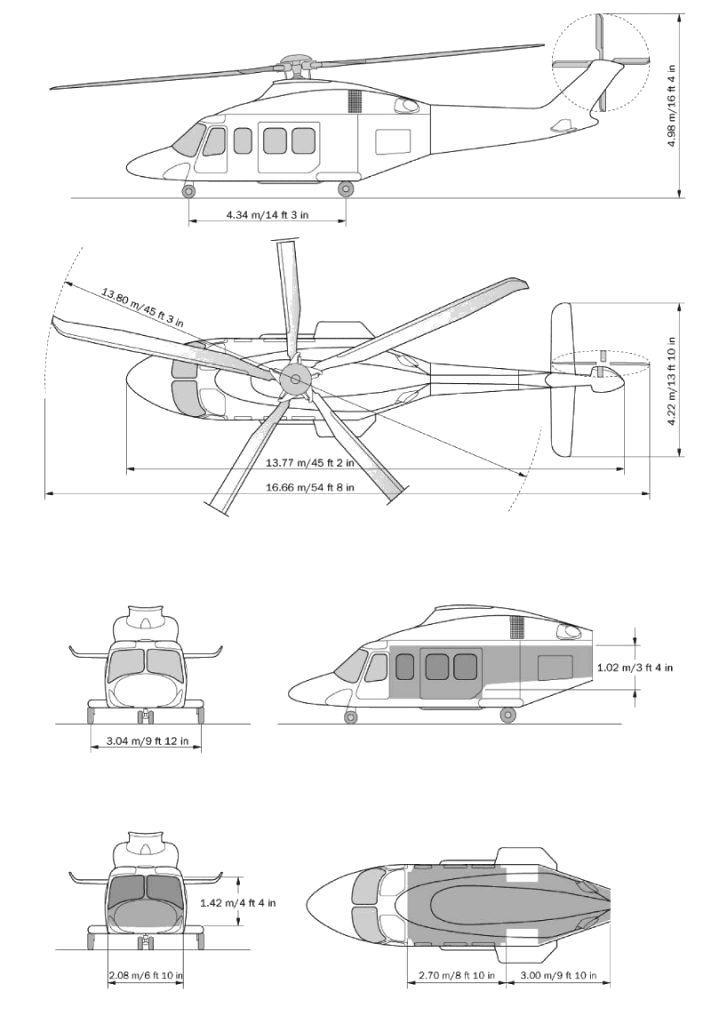 4.98 m/16 ft 4 in
4.34 m/14 ft 3 in
13.80 m/45 ft 3 in
4.22 m/13 ft 10 in
13.77 m/45 ft 2 in
16.66 m/54 ft 8 in
1.02 m/3 ft 4 in
3.04 m/9 ft 12 in
1.42 m/4 ft 4 in
2.08 m/6 ft 10 in
2.70 m/8 ft 10 in
3.00 m/9 ft 10 in